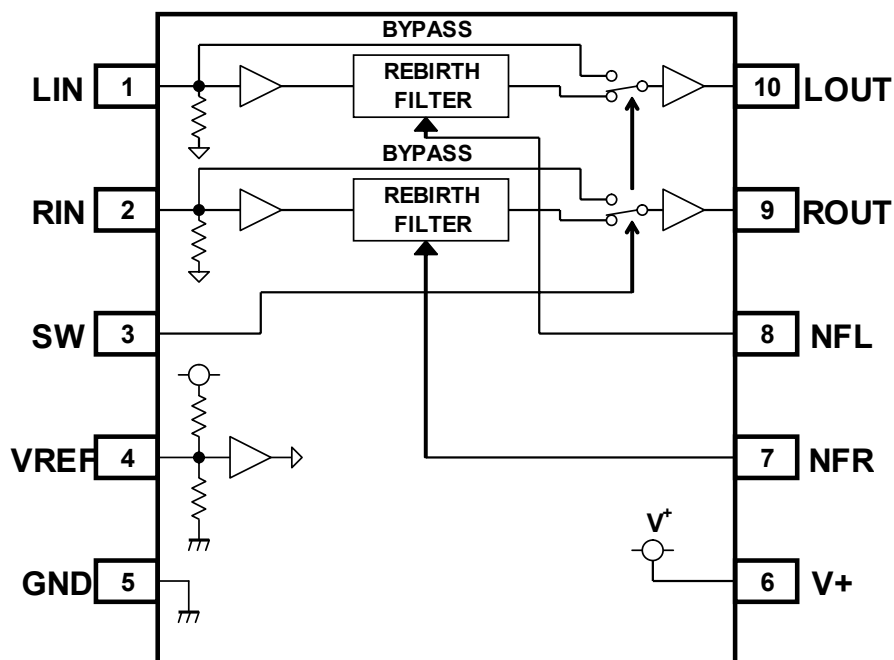 BYPASS
LIN 1 REBIRTH FILTER 10 LOUT
BYPASS
RIN 2 REBIRTH FILTER 9 ROUT
SW 3 8 NFL
VREF 4 7 NFR
V+
GND 5 6 V+